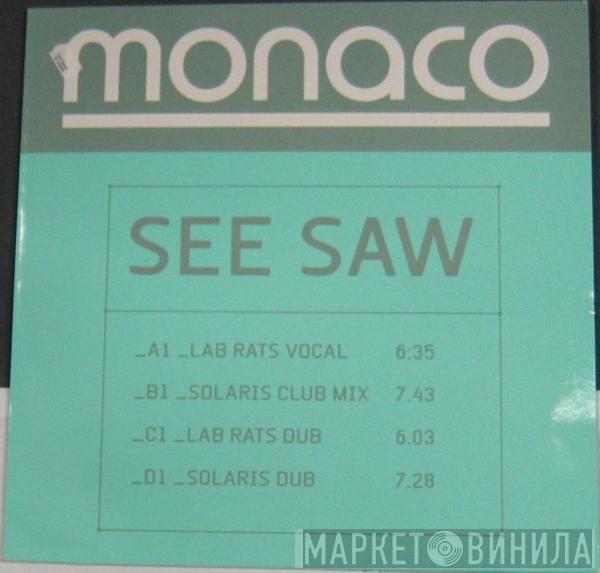 monaco
SEE SAW
_A1 _LAB RATS VOCAL 6:35
_B1 _SOLARIS CLUB MIX 7.43
_C1 _LAB RATS DUB 6.03
_D1 _SOLARIS DUB 7.28
МАРКЕТ ВИНИЛА